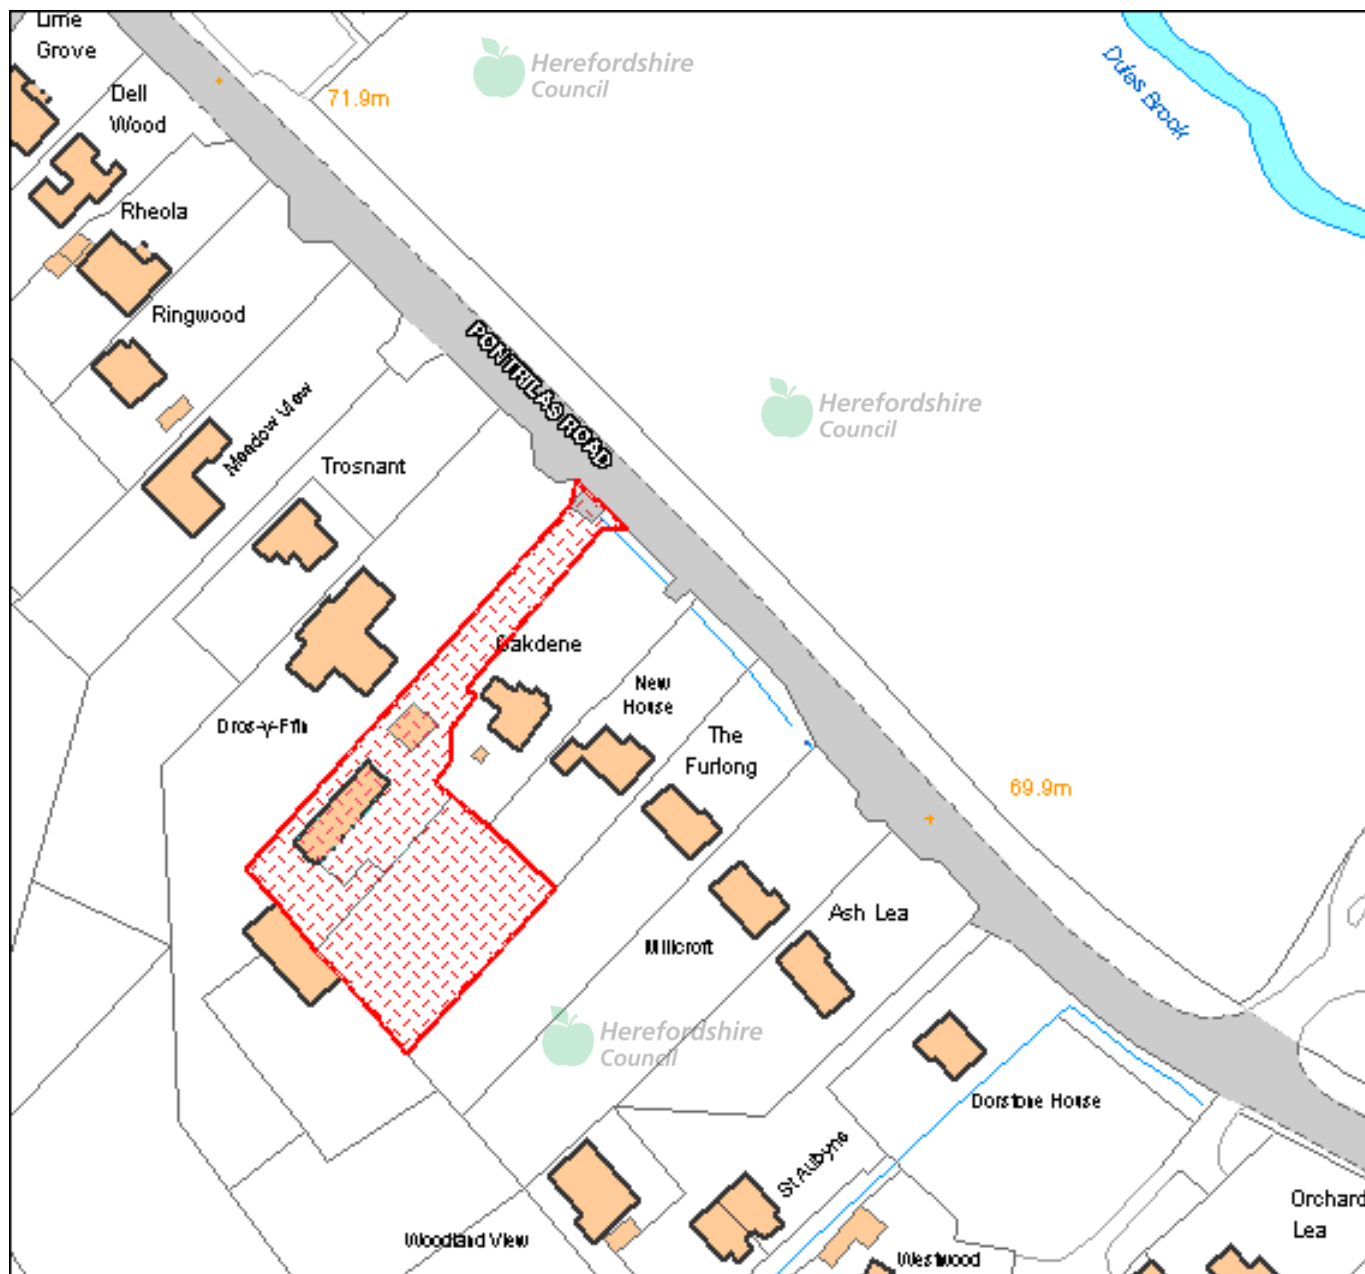 Lime
Grove
Herefordshire
Council
Dulas Brook
71.9m
Dell
Wood
Rheola
Ringwood
PONTRILAS ROAD
Meadow View
Herefordshire
Council
Trosnant
Oakdene
New
House
Dros-y-Ffin
The
Furlong
69.9m
Ash Lea
Millcroft
Herefordshire
Council
Dorstone House
St Aubyns
Orchard
Lea
Woodland View
Westwood